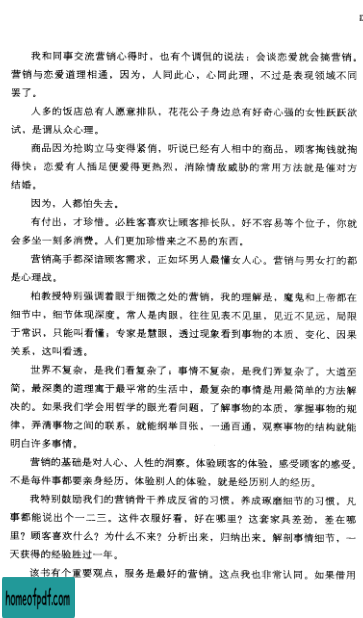 我和同事交流营销心得时，也有个调侃的说法：会谈恋爱就会搞营销。
营销与恋爱道理相通，因为，人同此心，心同此理，不过是表现领域不同
罢了。
人多的饭店总有人愿意排队，花花公子身边总有好奇心强的女性跃跃欲
试，是谓从众心理。
商品因为抢购立马变得紧俏，听说已经有人相中的商品，顾客掏钱就掏
得快；恋爱有人插足便爱得更热烈，消除情敌威胁的常用方法就是催对方
结婚。
因为，人都怕失去。
有付出，才珍惜。必胜客喜欢让顾客排长队，好不容易等个位子，你就
会多坐一刻多消费。人们更加珍惜来之不易的东西。
营销高手都深谙顾客需求，正如坏男人最懂女人心。营销与男女打的都
是心理战。
柏教授特别强调着眼于细微之处的营销，我的理解是，魔鬼和上帝都在
细节中，细节体现深度。常人是肉眼，往往见表不见里，见近不见远，局限
于常识，只能叫看懂；专家是慧眼，透过现象看到事物的本质、变化、因果
关系，这叫看透。
世界不复杂，是我们看复杂了；事情不复杂，是我们弄复杂了。大道至
简，最深奥的道理寓于最平常的生活中，最复杂的事情是用最简单的方法解
决的。如果我们学会用哲学的眼光看问题，了解事物的本质，掌握事物的规
律，弄清事物之间的联系，就能纲举目张，一通百通，观察事物的结构就能
明白许多事情。
营销的基础是对人心、人性的洞察。体验顾客的体验，感受顾客的感受。
不是每件事都要亲身经历，体验别人的体验，就是经历别人的经历。
我特别鼓励我们的营销骨干养成反省的习惯，养成琢磨细节的习惯，凡
事都能说出个一二三。这件衣服好看，好在哪里？这套家具差劲，差在哪
里？顾客喜欢什么？为什么不来？分析出来，归纳出来。解剖事情细节，一
天获得的经验胜过一年。
该书有个重要观点，服务是最好的营销。这点我也非常认同。如果借用
homeofpdf.com